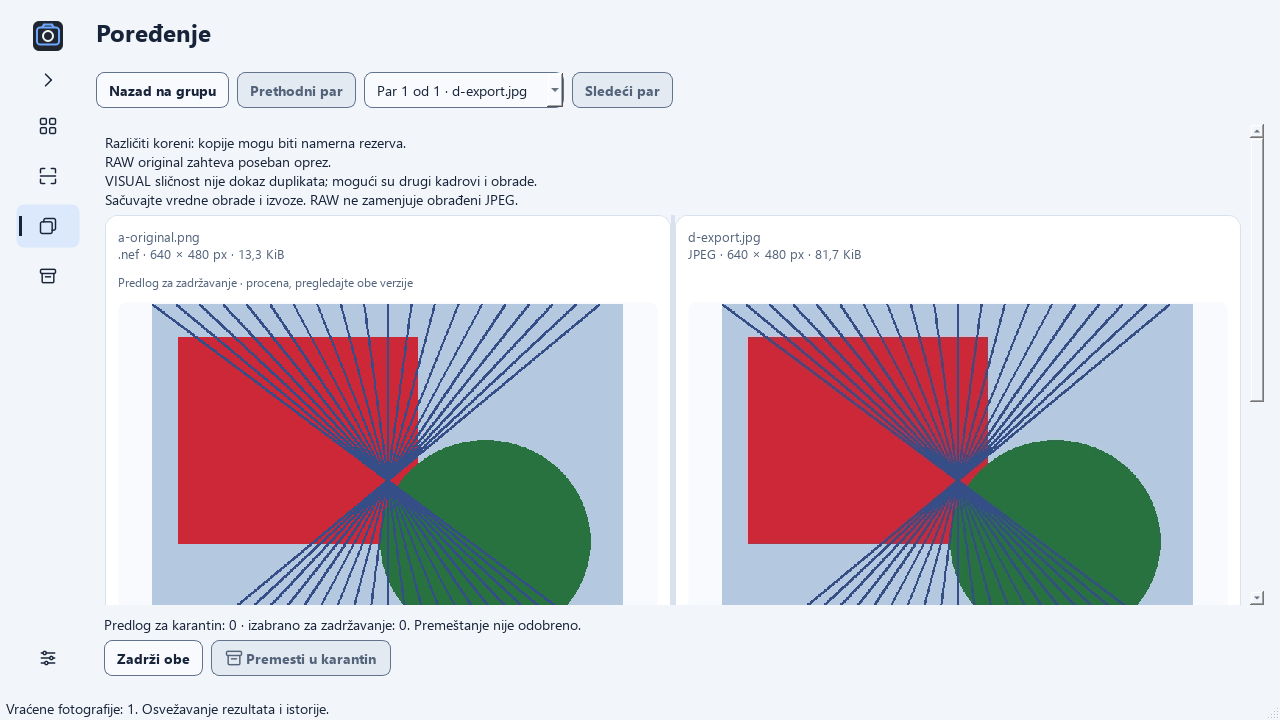 Poređenje
Nazad na grupu
Prethodni par
Par 1 od 1 · d-export.jpg
Sledeći par
Različiti koreni: kopije mogu biti namerna rezerva.
RAW original zahteva poseban oprez.
VISUAL sličnost nije dokaz duplikata; mogući su drugi kadrovi i obrade.
Sačuvajte vredne obrade i izvoze. RAW ne zamenjuje obrađeni JPEG.
a-original.png
.nef · 640 × 480 px · 13,3 KiB
Predlog za zadržavanje · procena, pregledajte obe verzije
d-export.jpg
JPEG · 640 × 480 px · 81,7 KiB
Predlog za karantin: 0 · izabrano za zadržavanje: 0. Premeštanje nije odobreno.
Zadrži obe
Premesti u karantin
Vraćene fotografije: 1. Osvežavanje rezultata i istorije.